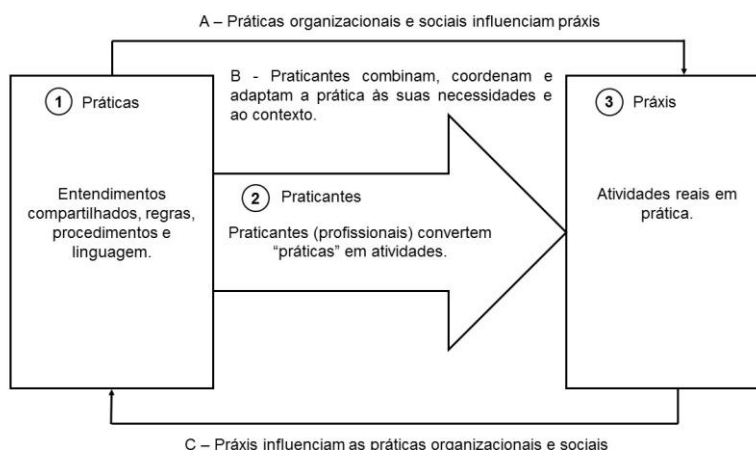 A – Práticas organizacionais e sociais influenciam práxis
B - Praticantes combinam, coordenam e
adaptam a prática às suas necessidades e
ao contexto.
1 Práticas
Entendimentos
compartilhados, regras,
procedimentos e
linguagem.
2 Praticantes
Praticantes (profissionais) convertem
“práticas” em atividades.
3 Práxis
Atividades reais em
prática.
C – Práxis influenciam as práticas organizacionais e sociais